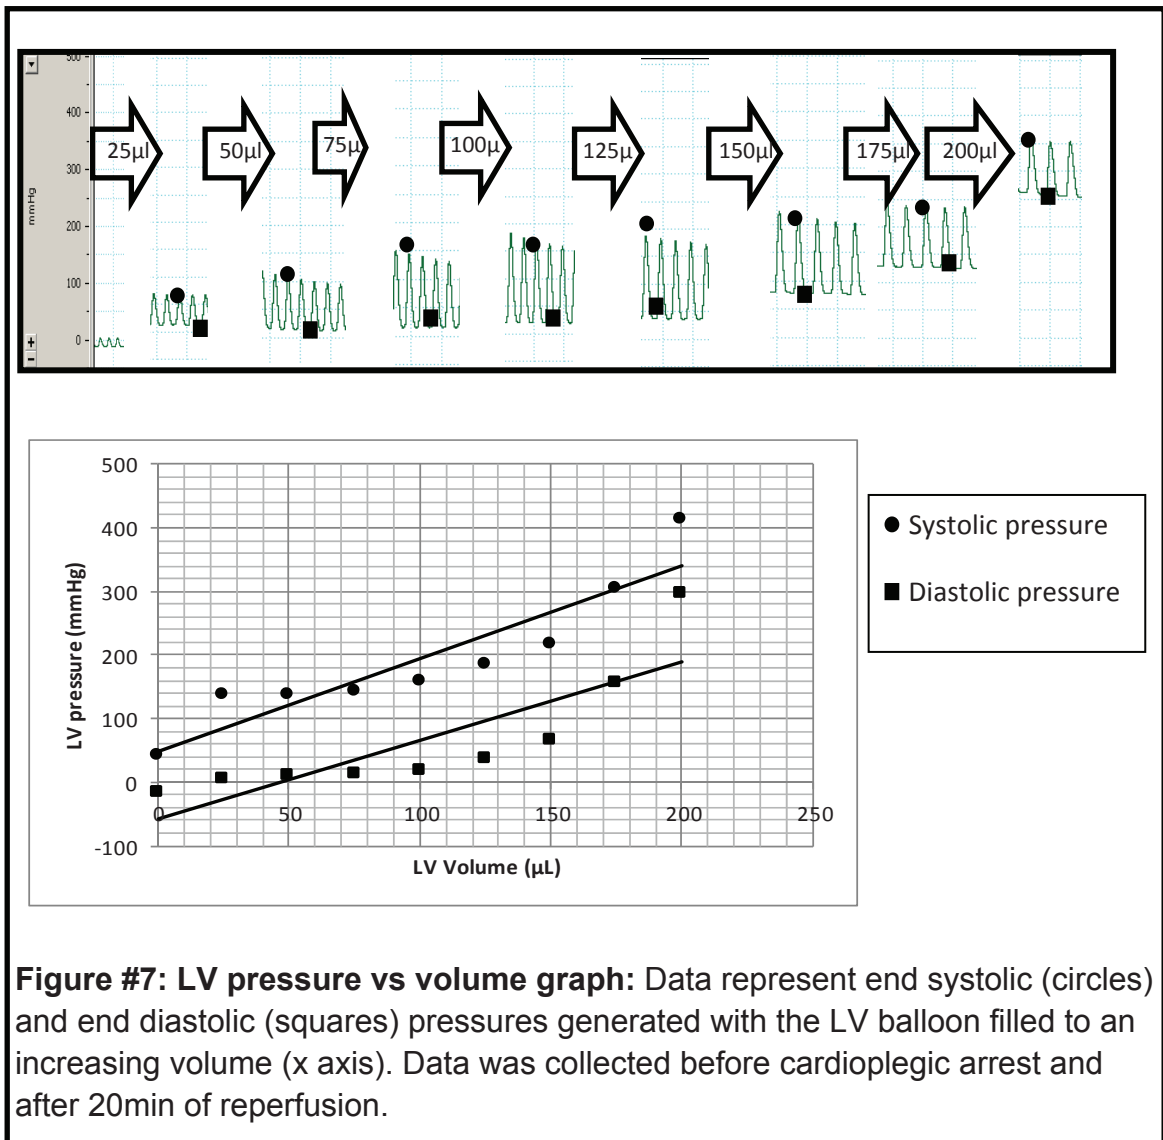 500
400
300
200
100
0
mmHg
+
−
25µl
50µl
75µ
100µ
125µ
150µl
175µl
200µl
500
400
300
200
100
0
-100
0
50
100
150
200
250
LV pressure (mmHg)
LV Volume (µL)
Systolic pressure
Diastolic pressure
Figure #7: LV pressure vs volume graph: Data represent end systolic (circles)
and end diastolic (squares) pressures generated with the LV balloon filled to an
increasing volume (x axis). Data was collected before cardioplegic arrest and
after 20min of reperfusion.